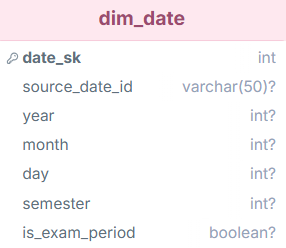 dim_date
date_sk int
source_date_id varchar(50)?
year int?
month int?
day int?
semester int?
is_exam_period boolean?